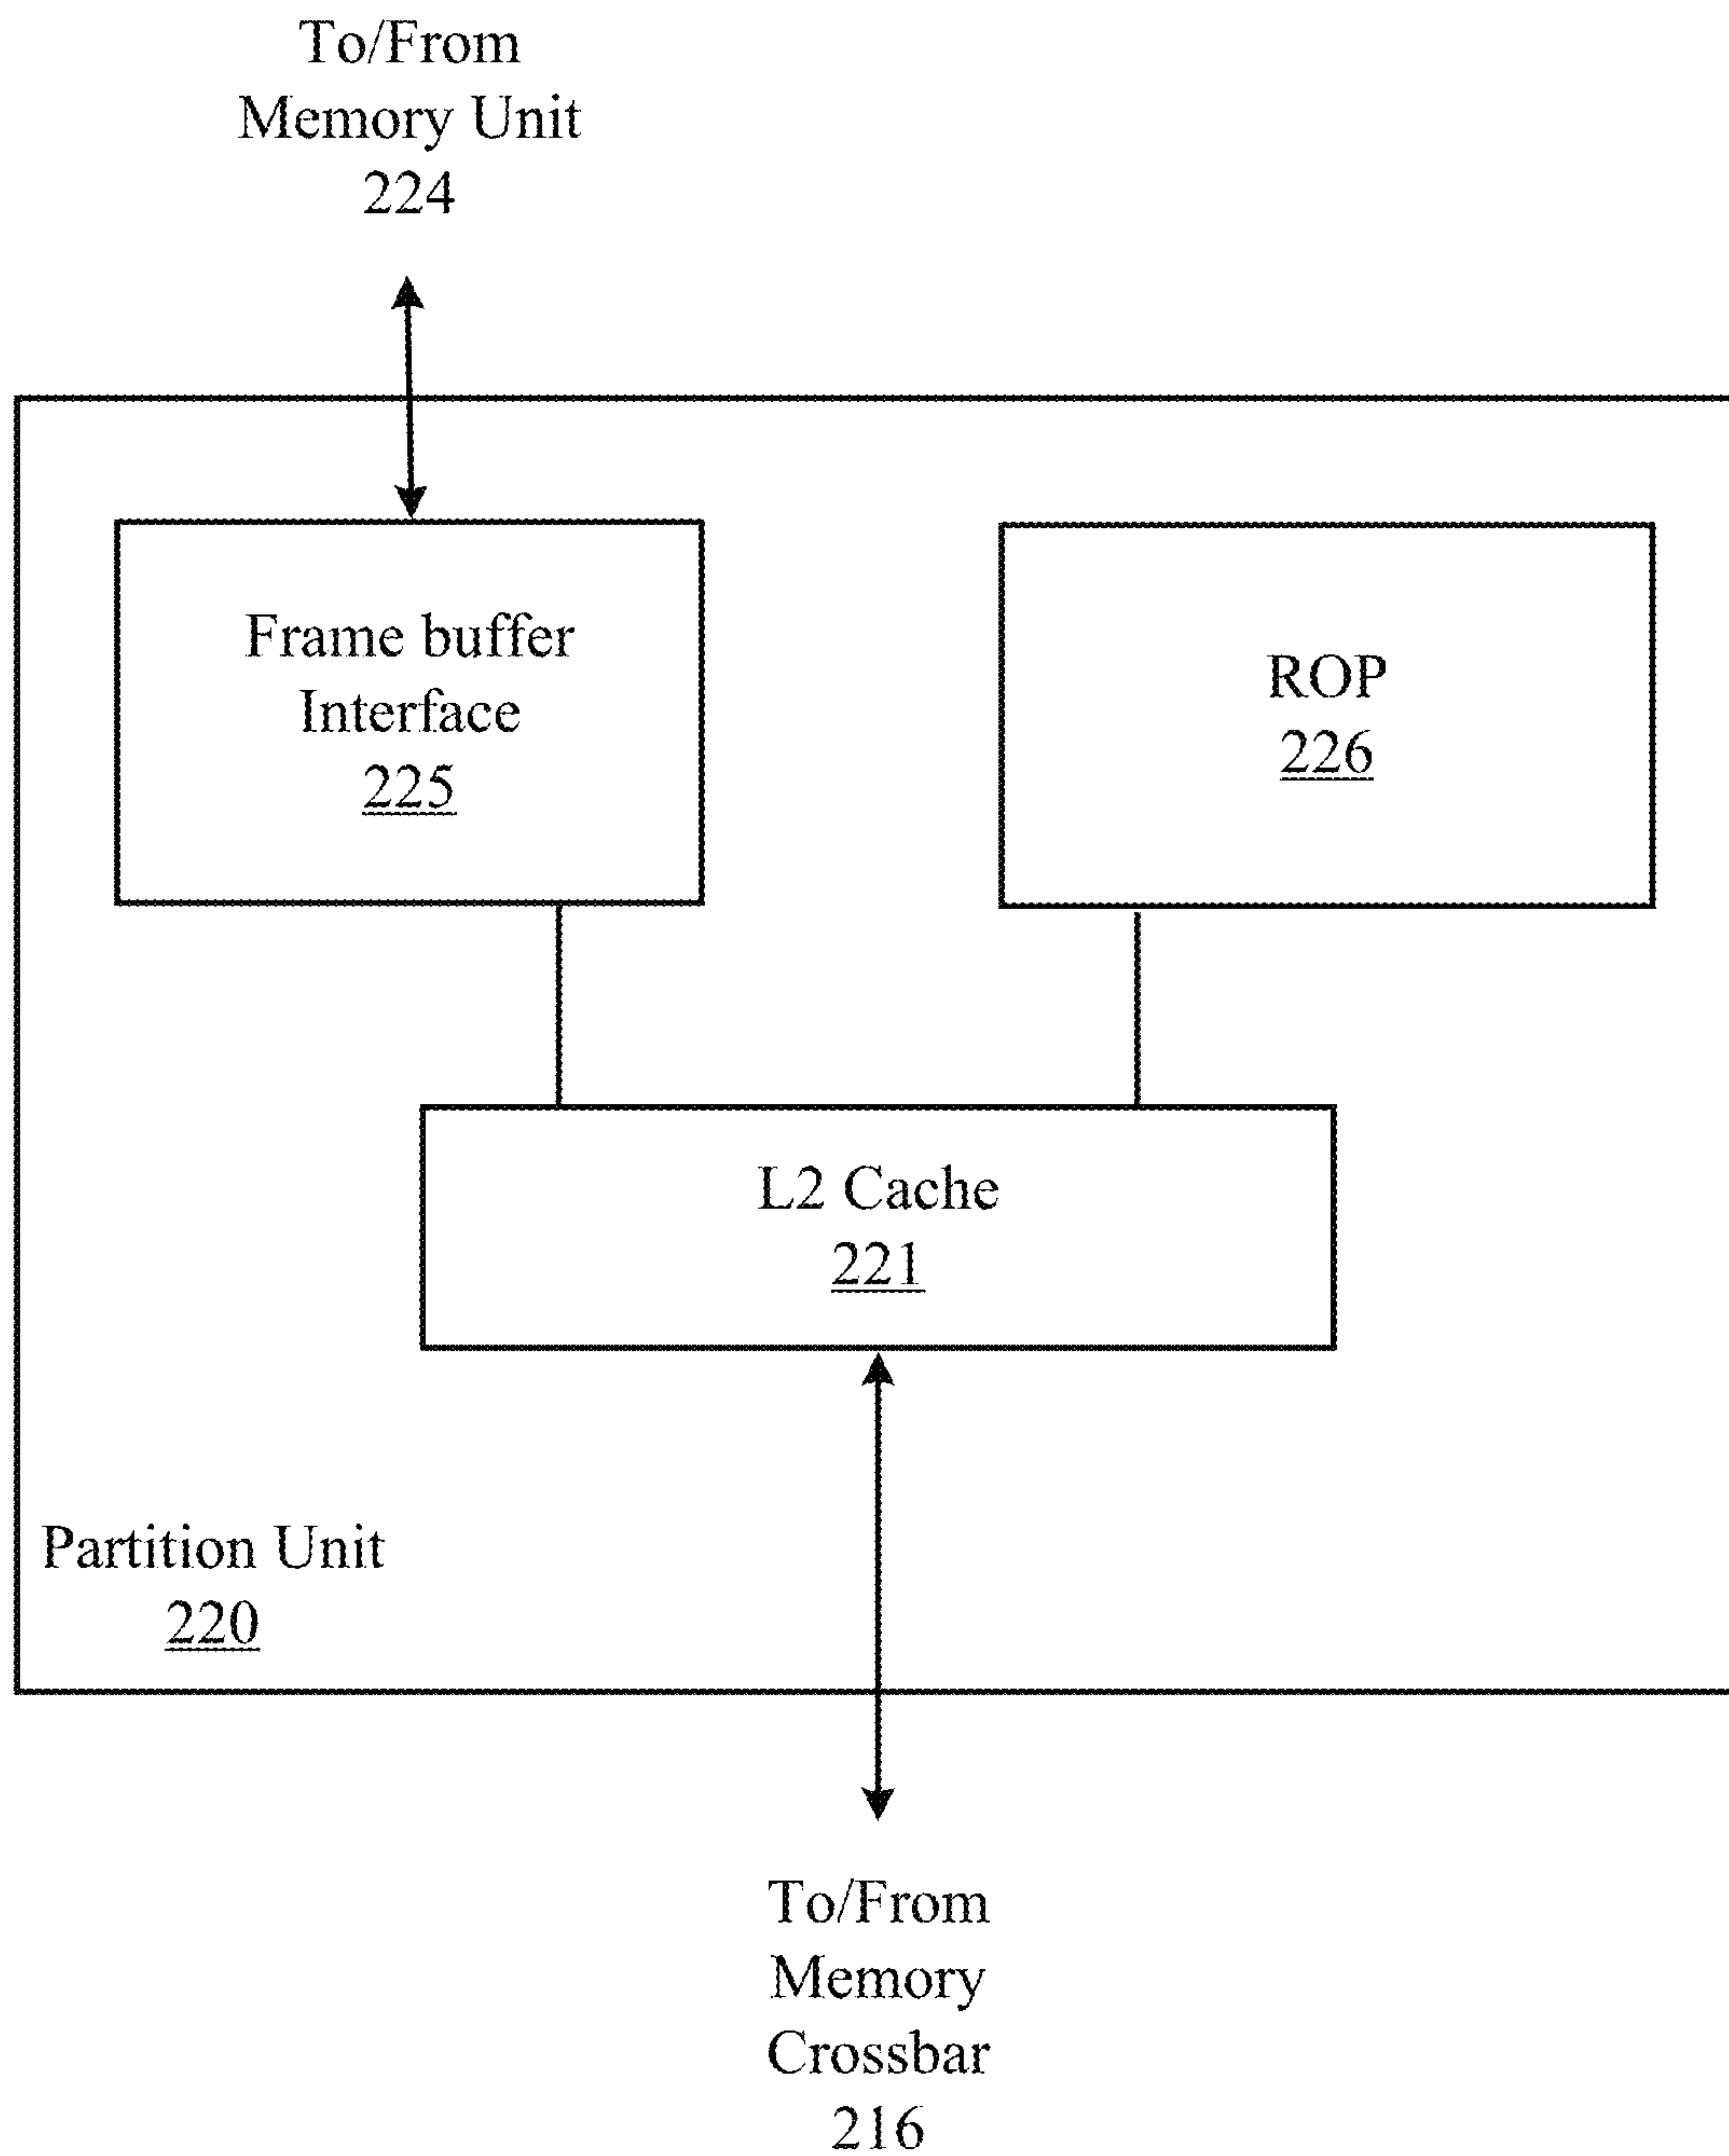 To/From
Memory Unit
224
Frame buffer
Interface
225
ROP
226
L2 Cache
221
Partition Unit
220
To/From
Memory
Crossbar
216